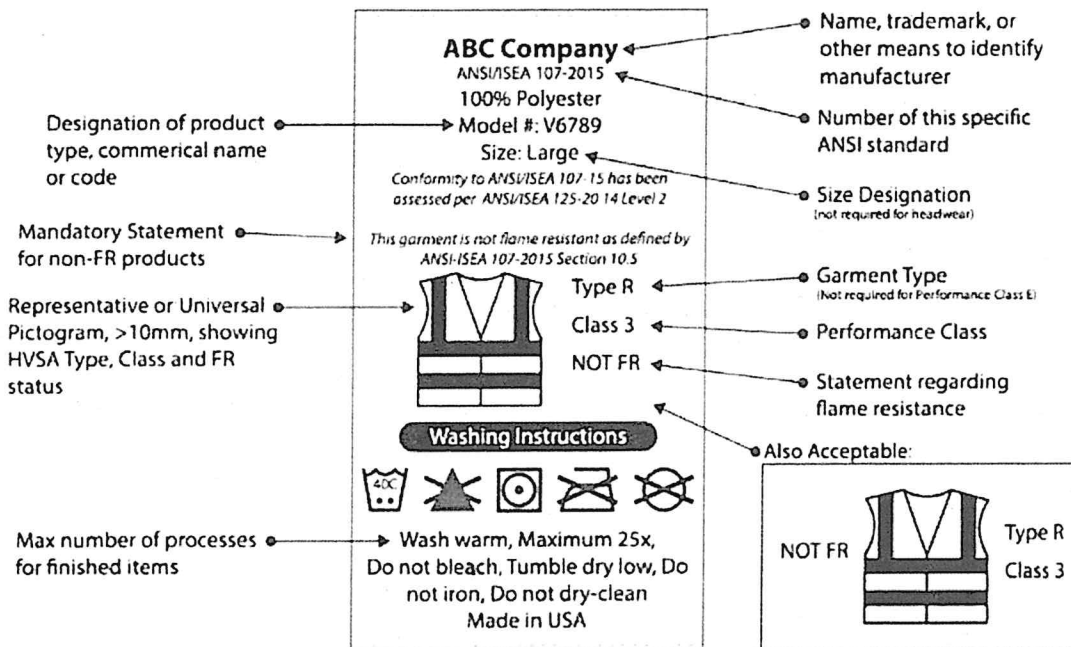 ABC Company
ANSI/ISEA 107-2015
100% Polyester
Model #: V6789
Size: Large
Conformity to ANSI/ISEA 107-15 has been
assessed per ANSI/ISEA 125-20 14 Level 2
This garment is not flame resistant as defined by
ANSI-ISEA 107-2015 Section 10.5
Type R
Class 3
NOT FR
Washing Instructions
40C
Wash warm, Maximum 25x,
Do not bleach, Tumble dry low, Do
not iron, Do not dry-clean
Made in USA
Designation of product
type, commerical name
or code
Mandatory Statement
for non-FR products
Representative or Universal
Pictogram, >10mm, showing
HVSA Type, Class and FR
status
Max number of processes
for finished items
Name, trademark, or
other means to identify
manufacturer
Number of this specific
ANSI standard
Size Designation
(not required for headwear)
Garment Type
(Not required for Performance Class E)
Performance Class
Statement regarding
flame resistance
Also Acceptable:
NOT FR
Type R
Class 3